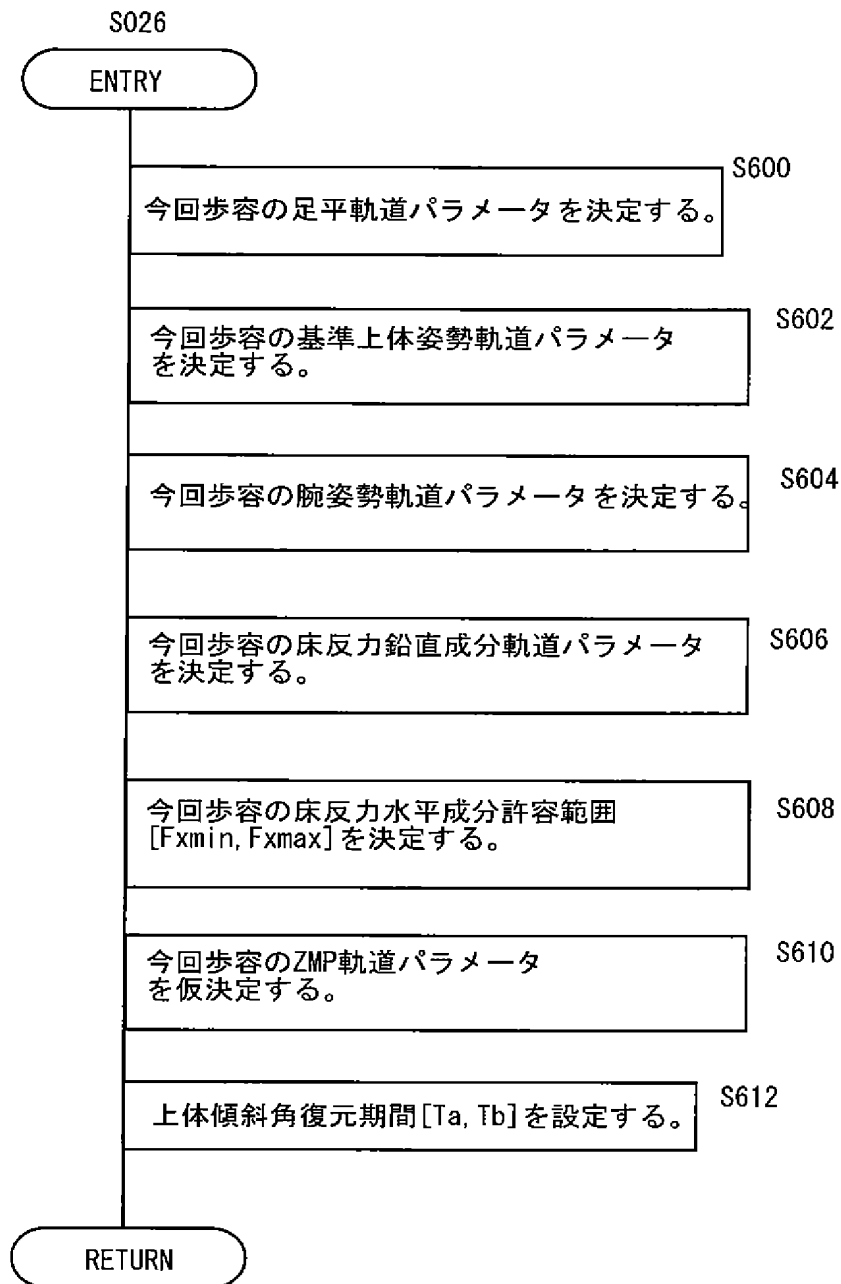 S026
ENTRY
S600
今回歩容の足平軌道パラメータを決定する。
S602
今回歩容の基準上体姿勢軌道パラメータ
を決定する。
S604
今回歩容の腕姿勢軌道パラメータを決定する。
S606
今回歩容の床反力鉛直成分軌道パラメータ
を決定する。
S608
今回歩容の床反力水平成分許容範囲
[Fxmin,Fxmax]を決定する。
S610
今回歩容のZMP軌道パラメータ
を仮決定する。
S612
上体傾斜角復元期間[Ta,Tb]を設定する。
RETURN